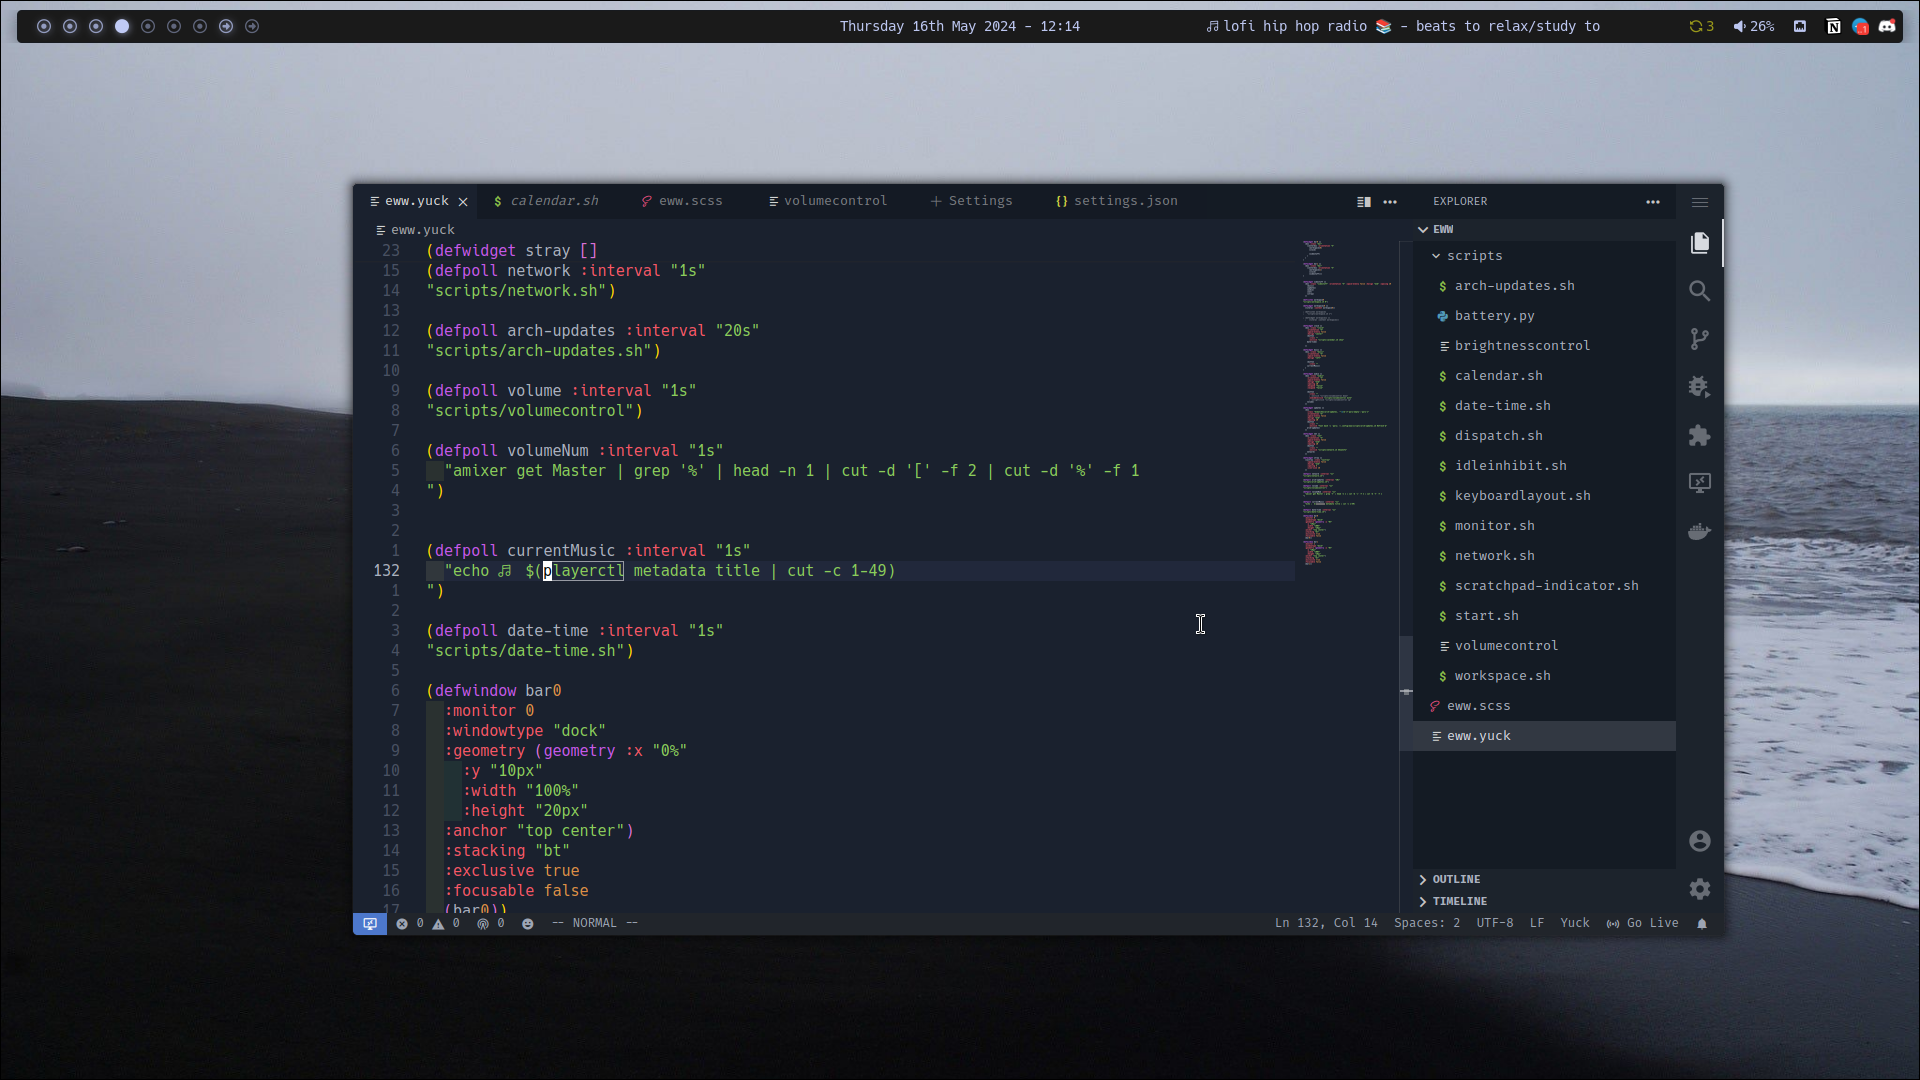 Thursday 16th May 2024 - 12:14
♫ lofi hip hop radio 📚 - beats to relax/study to
3
26%
eww.yuck
calendar.sh
eww.scss
volumecontrol
Settings
settings.json
eww.yuck
23 (defwidget stray []
15 (defpoll network :interval "1s"
14 "scripts/network.sh")
13
12 (defpoll arch-updates :interval "20s"
11 "scripts/arch-updates.sh")
10
9 (defpoll volume :interval "1s"
8 "scripts/volumecontrol")
7
6 (defpoll volumeNum :interval "1s"
5 "amixer get Master | grep '%' | head -n 1 | cut -d '[' -f 2 | cut -d '%' -f 1
4 ")
3
2
1 (defpoll currentMusic :interval "1s"
132 "echo ♫ $(playerctl metadata title | cut -c 1-49)
1 ")
2
3 (defpoll date-time :interval "1s"
4 "scripts/date-time.sh")
5
6 (defwindow bar0
7 :monitor 0
8 :windowtype "dock"
9 :geometry (geometry :x "0%"
10 :y "10px"
11 :width "100%"
12 :height "20px"
13 :anchor "top center")
14 :stacking "bt"
15 :exclusive true
16 :focusable false
17 (bar0))
EXPLORER
EWW
scripts
arch-updates.sh
battery.py
brightnesscontrol
calendar.sh
date-time.sh
dispatch.sh
idleinhibit.sh
keyboardlayout.sh
monitor.sh
network.sh
scratchpad-indicator.sh
start.sh
volumecontrol
workspace.sh
eww.scss
eww.yuck
OUTLINE
TIMELINE
0 0 0 -- NORMAL --
Ln 132, Col 14 Spaces: 2 UTF-8 LF Yuck Go Live